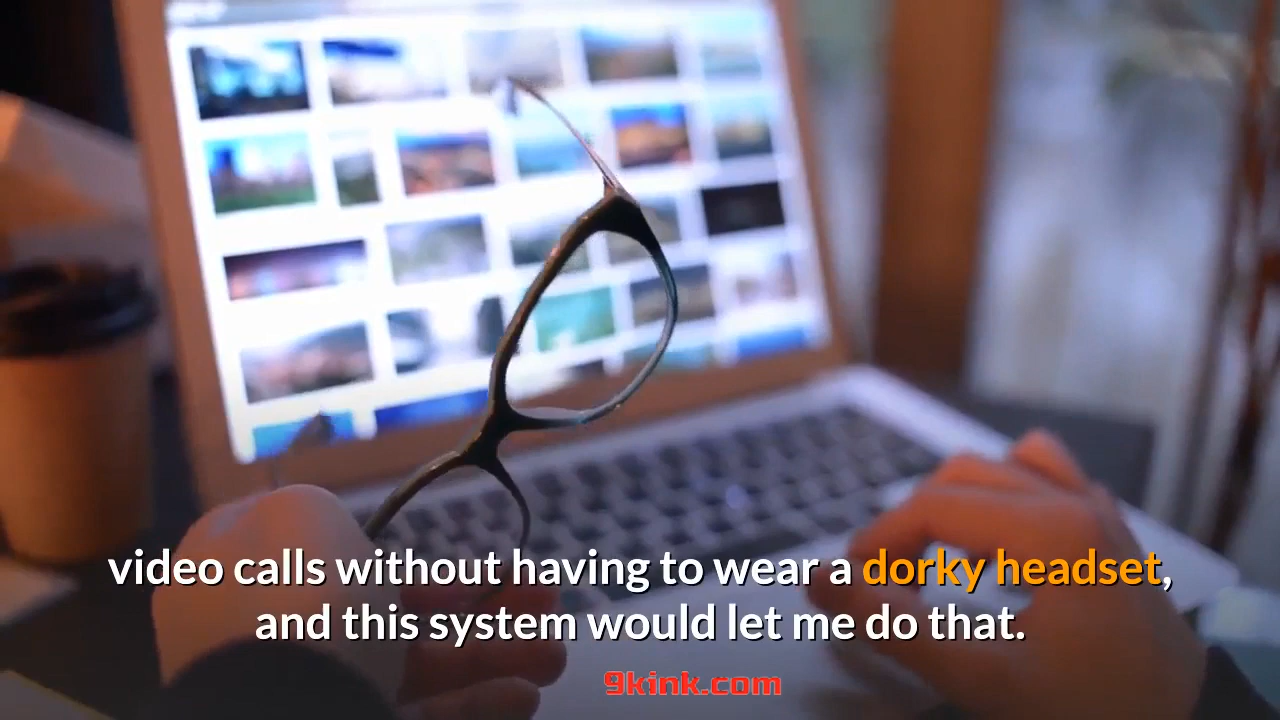 video calls without having to wear a dorky headset,
and this system would let me do that.
9kink.com